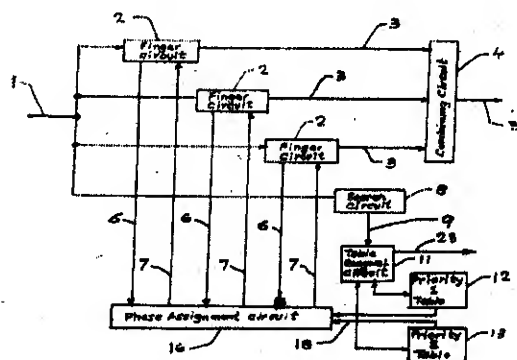 2
3
4
Finger
circuit
1
2
3
Finger
Circuit
Combining Circuit
5
2
Finger
Circuit
3
8
Search
Circuit
6
7
6
7
6
7
9
23
Table
circuit
11
Priority
1
Table
12
Phase Assignment circuit
16
18
Priority
2
Table
13